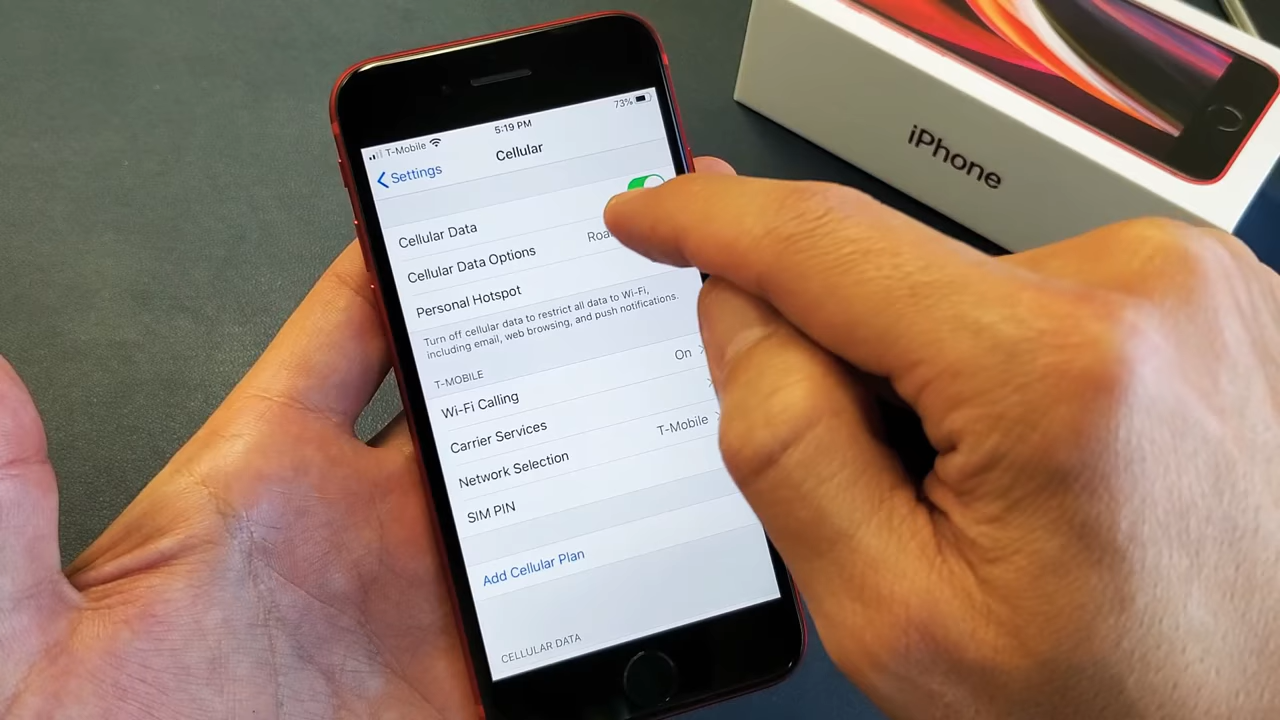 T-Mobile
5:19 PM
73%
Settings
Cellular
Cellular Data
Cellular Data Options
Personal Hotspot
Turn off cellular data to restrict all data to Wi-Fi,
including email, web browsing, and push notifications.
T-MOBILE
Wi-Fi Calling On
Carrier Services
Network Selection T-Mobile
SIM PIN
Add Cellular Plan
CELLULAR DATA
iPhone